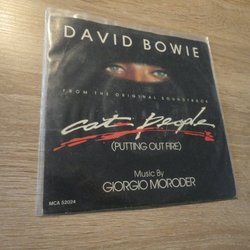 DAVID BOWIE
FROM THE ORIGINAL SOUNDTRACK
cat people
(PUTTING OUT FIRE)
Music By
GIORGIO MORODER
MCA 52024